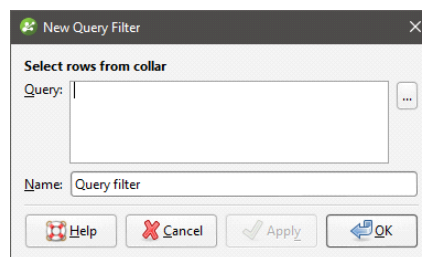 New Query Filter
Select rows from collar
Query:
...
Name: Query filter
Help Cancel Apply OK